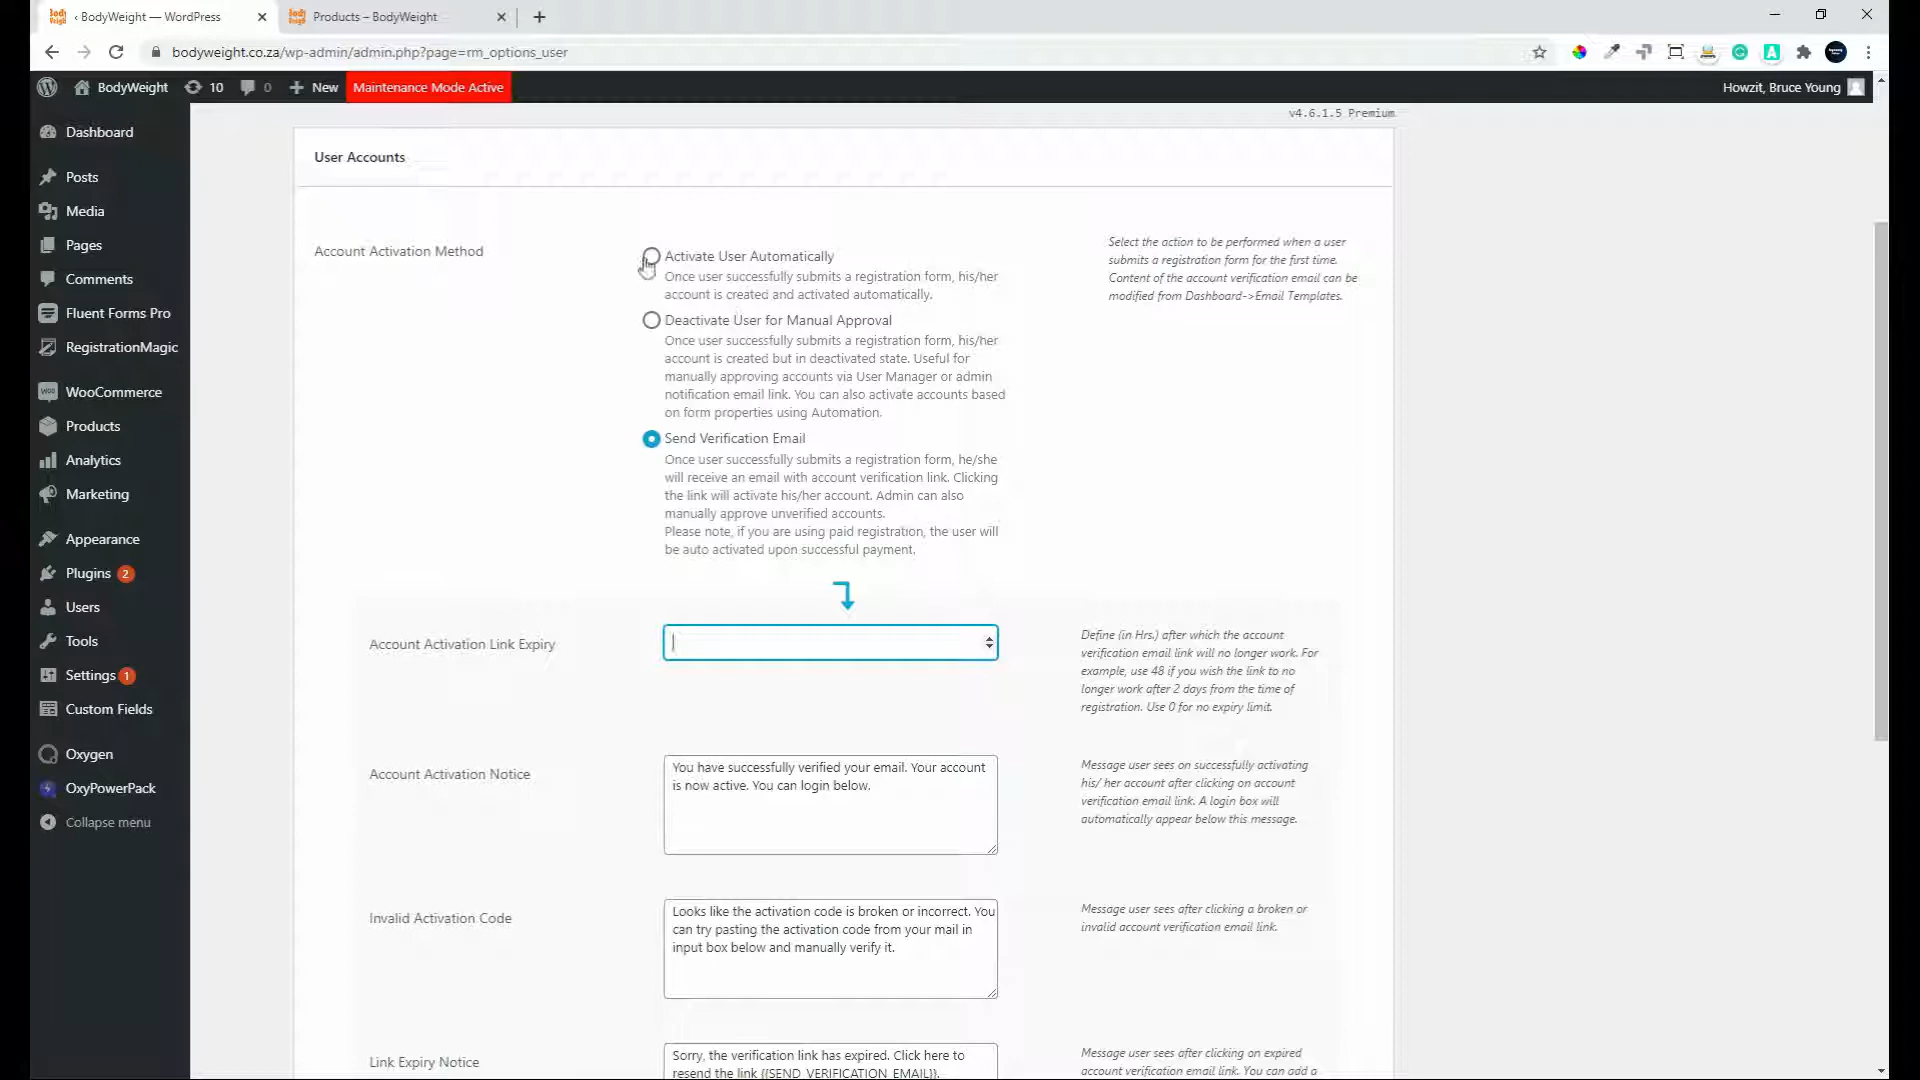 ‹ BodyWeight — WordPress
Products – BodyWeight
bodyweight.co.za/wp-admin/admin.php?page=rm_options_user
BodyWeight
10
0
New
Maintenance Mode Active
Howzit, Bruce Young
Dashboard
Posts
Media
Pages
Comments
Fluent Forms Pro
RegistrationMagic
WooCommerce
Products
Analytics
Marketing
Appearance
Plugins 2
Users
Tools
Settings 1
Custom Fields
Oxygen
OxyPowerPack
Collapse menu
v4.6.1.5 Premium
User Accounts
Account Activation Method
Activate User Automatically
Once user successfully submits a registration form, his/her
account is created and activated automatically.
Deactivate User for Manual Approval
Once user successfully submits a registration form, his/her
account is created but in deactivated state. Useful for
manually approving accounts via User Manager or admin
notification email link. You can also activate accounts based
on form properties using Automation.
Send Verification Email
Once user successfully submits a registration form, he/she
will receive an email with account verification link. Clicking
the link will activate his/her account. Admin can also
manually approve unverified accounts.
Please note, if you are using paid registration, the user will
be auto activated upon successful payment.
Select the action to be performed when a user
submits a registration form for the first time.
Content of the account verification email can be
modified from Dashboard->Email Templates.
Account Activation Link Expiry
Define (in Hrs.) after which the account
verification email link will no longer work. For
example, use 48 if you wish the link to no
longer work after 2 days from the time of
registration. Use 0 for no expiry limit.
Account Activation Notice
You have successfully verified your email. Your account
is now active. You can login below.
Message user sees on successfully activating
his/ her account after clicking on account
verification email link. A login box will
automatically appear below this message.
Invalid Activation Code
Looks like the activation code is broken or incorrect. You
can try pasting the activation code from your mail in
input box below and manually verify it.
Message user sees after clicking a broken or
invalid account verification email link.
Link Expiry Notice
Sorry, the verification link has expired. Click here to
resend the link {{SEND_VERIFICATION_EMAIL}}.
Message user sees after clicking on expired
account verification email link. You can add a